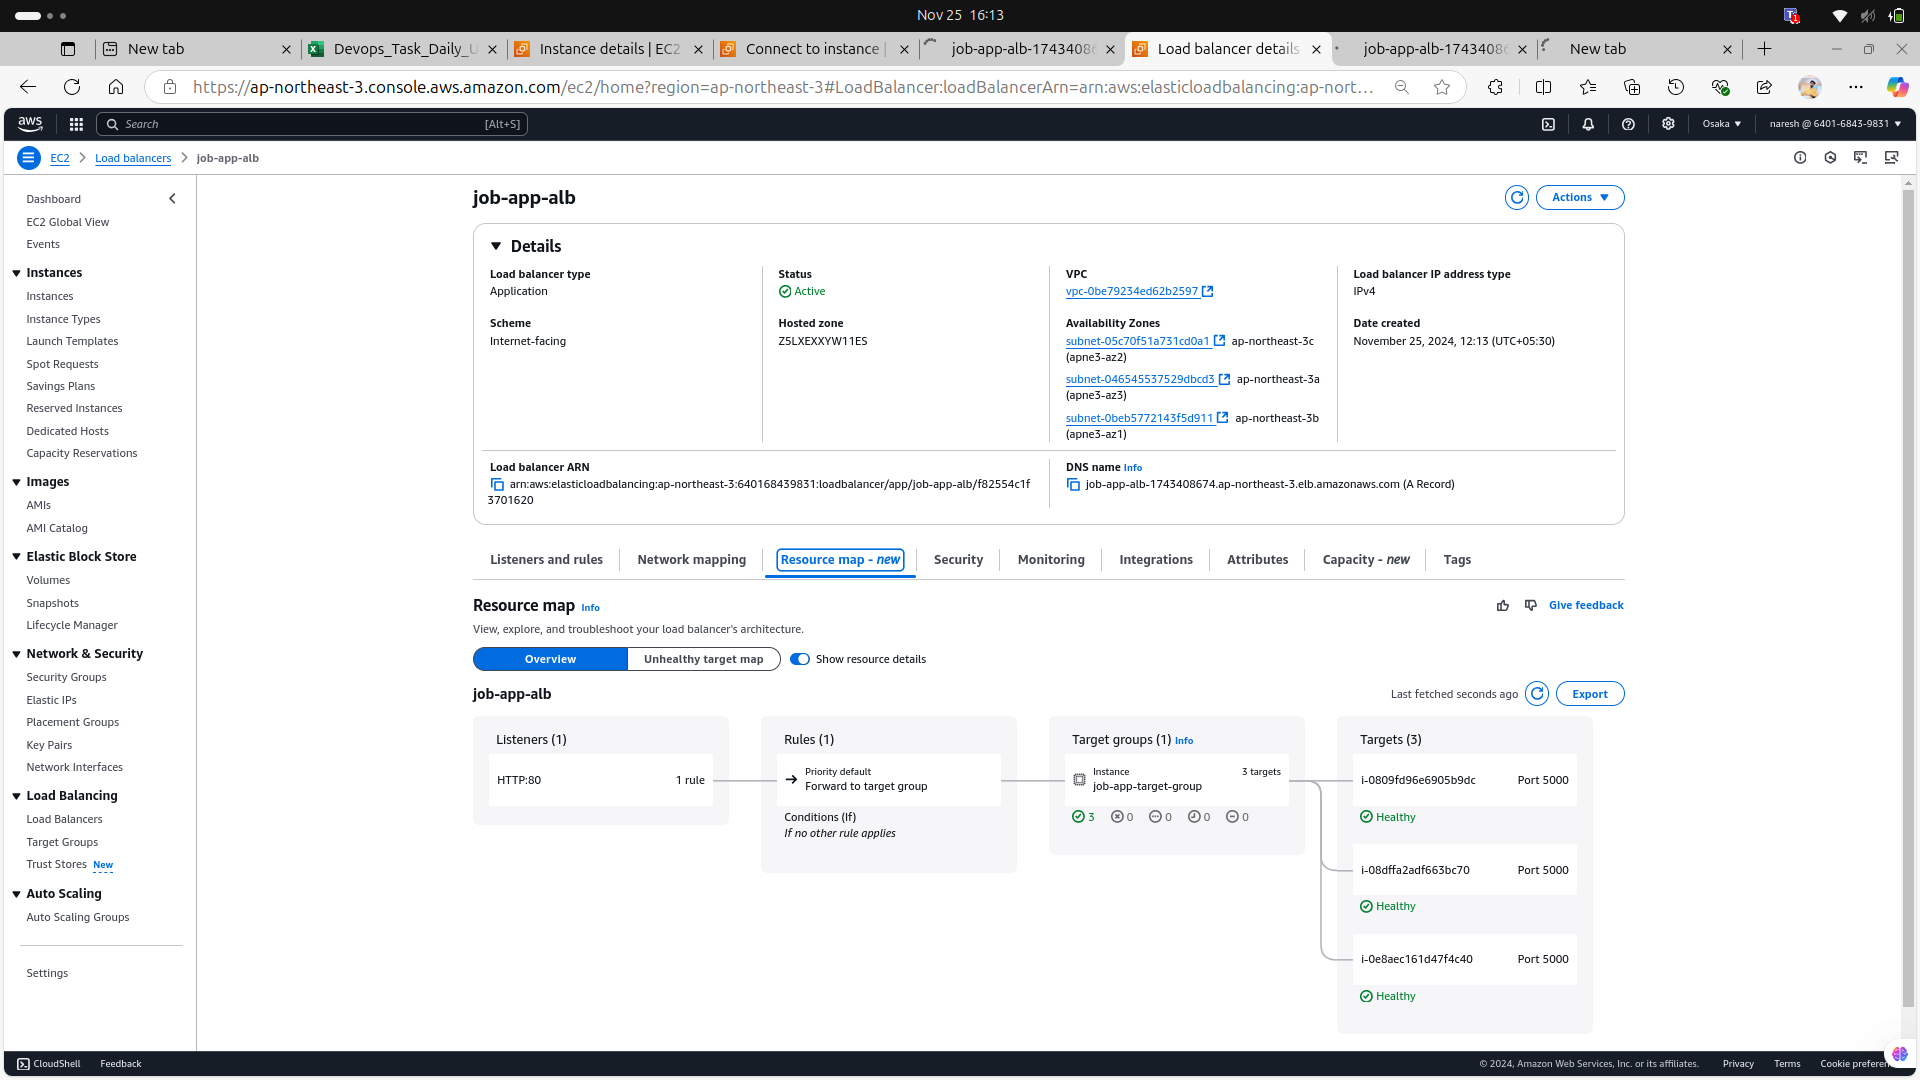 Nov 25 16:13
New tab
Devops_Task_Daily_U
Instance details | EC2
Connect to instance |
job-app-alb-17434086
Load balancer details
job-app-alb-17434086
New tab
https://ap-northeast-3.console.aws.amazon.com/ec2/home?region=ap-northeast-3#LoadBalancer:loadBalancerArn=arn:aws:elasticloadbalancing:ap-nort...
aws
Search
[Alt+S]
Osaka
naresh @ 6401-6843-9831
EC2
Load balancers
job-app-alb
Dashboard
EC2 Global View
Events
Instances
Instances
Instance Types
Launch Templates
Spot Requests
Savings Plans
Reserved Instances
Dedicated Hosts
Capacity Reservations
Images
AMIs
AMI Catalog
Elastic Block Store
Volumes
Snapshots
Lifecycle Manager
Network & Security
Security Groups
Elastic IPs
Placement Groups
Key Pairs
Network Interfaces
Load Balancing
Load Balancers
Target Groups
Trust Stores New
Auto Scaling
Auto Scaling Groups
Settings
job-app-alb
Actions
Details
Load balancer type
Application
Status
Active
VPC
vpc-0be79234ed62b2597
Load balancer IP address type
IPv4
Scheme
Internet-facing
Hosted zone
Z5LXEXXYW11ES
Availability Zones
subnet-05c70f51a731cd0a1 ap-northeast-3c
(apne3-az2)
subnet-046545537529dbcd3 ap-northeast-3a
(apne3-az3)
subnet-0beb5772143f5d911 ap-northeast-3b
(apne3-az1)
Date created
November 25, 2024, 12:13 (UTC+05:30)
Load balancer ARN
arn:aws:elasticloadbalancing:ap-northeast-3:640168439831:loadbalancer/app/job-app-alb/f82554c1f
3701620
DNS name Info
job-app-alb-1743408674.ap-northeast-3.elb.amazonaws.com (A Record)
Listeners and rules
Network mapping
Resource map - new
Security
Monitoring
Integrations
Attributes
Capacity - new
Tags
Resource map Info
Give feedback
View, explore, and troubleshoot your load balancer's architecture.
Overview
Unhealthy target map
Show resource details
job-app-alb
Last fetched seconds ago
Export
Listeners (1)
HTTP:80 1 rule
Rules (1)
Priority default
Forward to target group
Conditions (If)
If no other rule applies
Target groups (1) Info
Instance 3 targets
job-app-target-group
3 0 0 0 0
Targets (3)
i-0809fd96e6905b9dc Port 5000
Healthy
i-08dffa2adf663bc70 Port 5000
Healthy
i-0e8aec161d47f4c40 Port 5000
Healthy
CloudShell
Feedback
© 2024, Amazon Web Services, Inc. or its affiliates.
Privacy
Terms
Cookie preferen